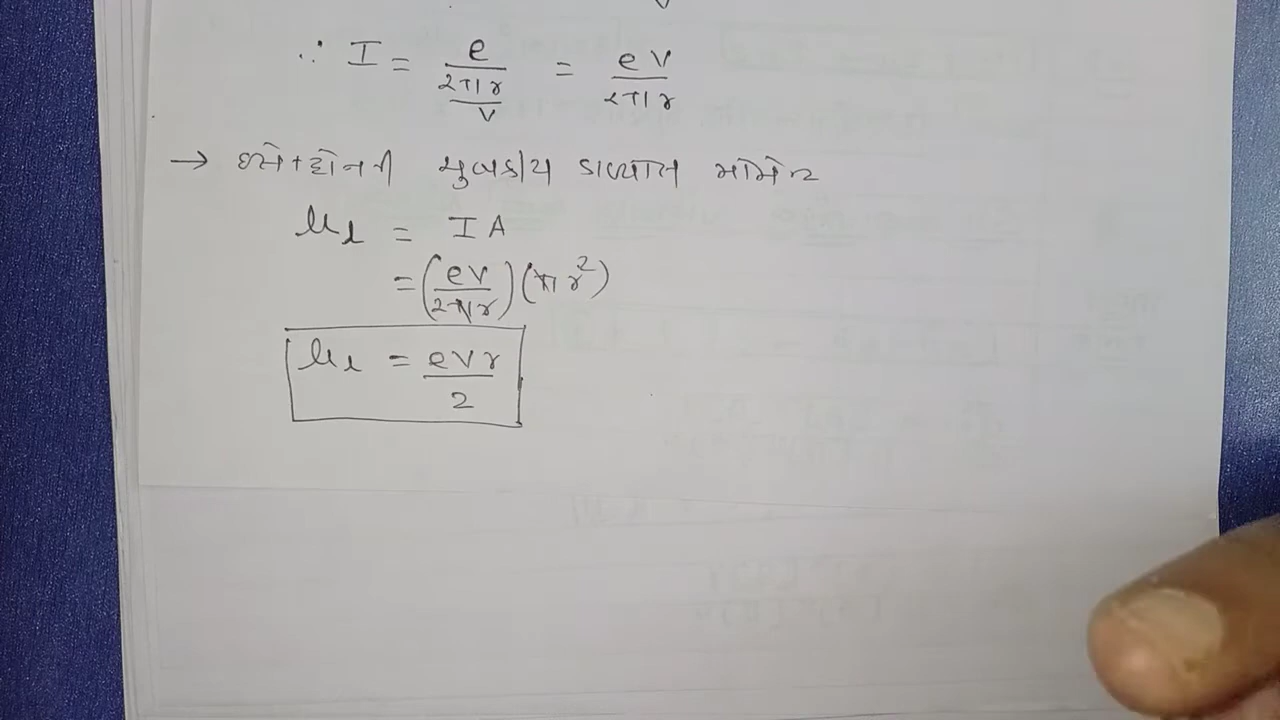 ∴ I = e/(2πr/v) = ev/2πr
→ ઇલેક્ટ્રોનની ચુંબકીય ડાયપોલ મોમેન્ટ
μl = IA
= (ev/2πr)(πr²)
μl = evr/2